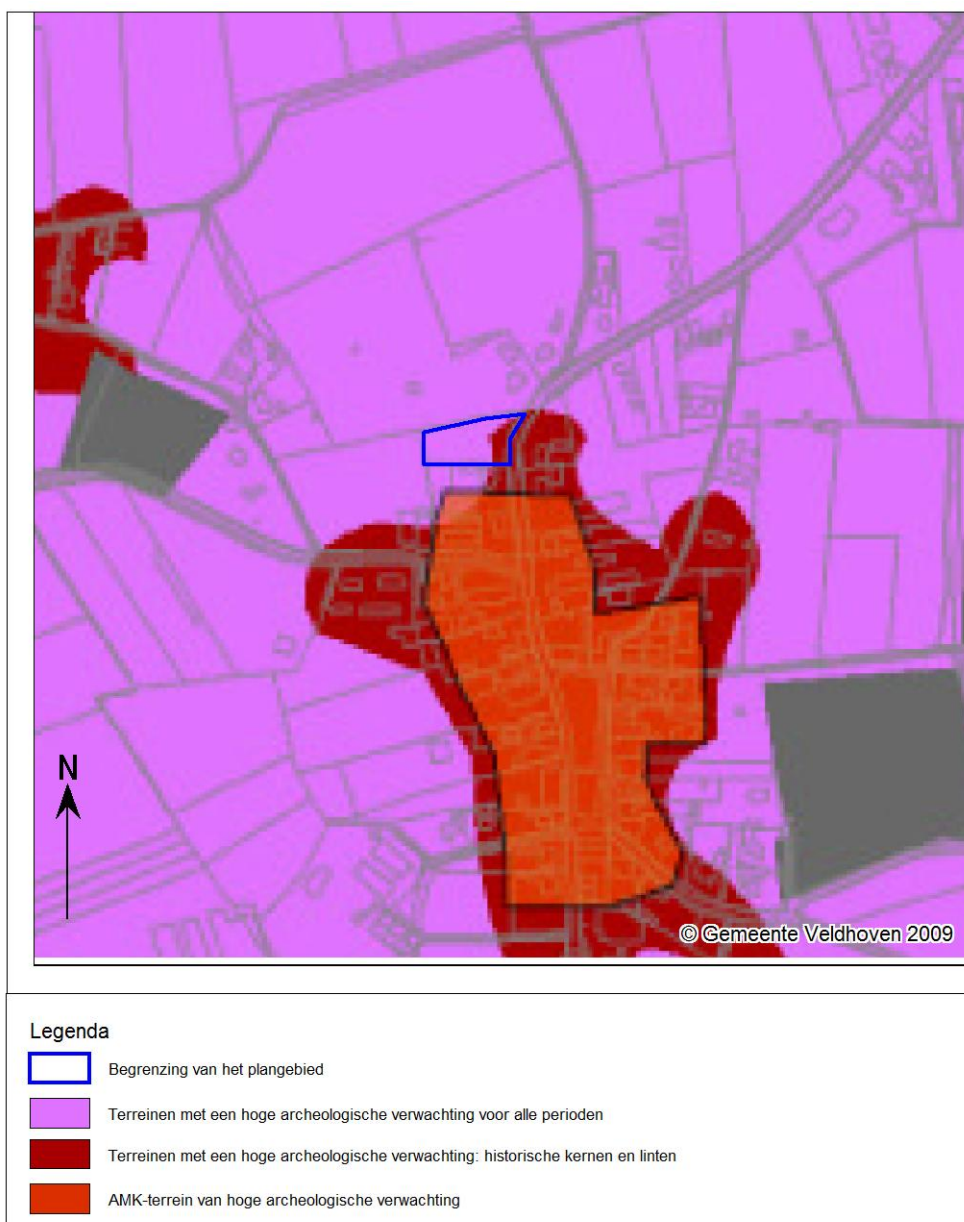 N
© Gemeente Veldhoven 2009
Legenda
Begrenzing van het plangebied
Terreinen met een hoge archeologische verwachting voor alle perioden
Terreinen met een hoge archeologische verwachting: historische kernen en linten
AMK-terrein van hoge archeologische verwachting